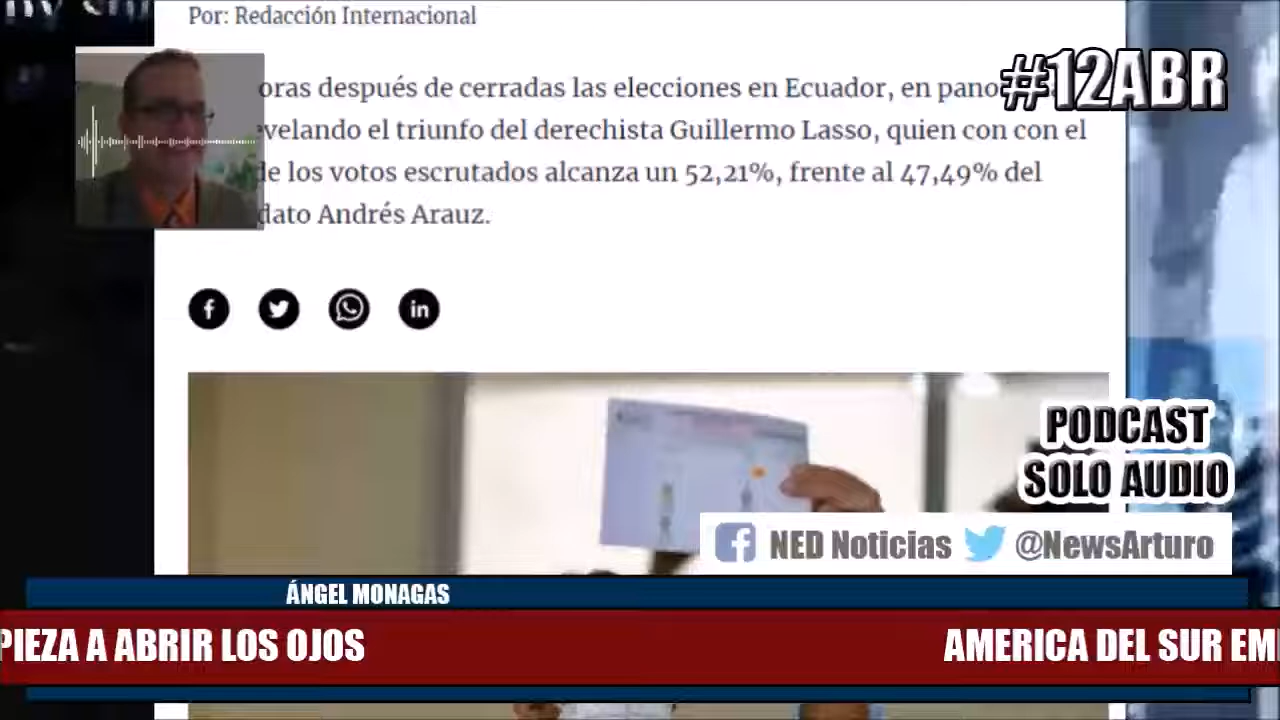 Por: Redacción Internacional
oras después de cerradas las elecciones en Ecuador, en
#12ABR
evelando el triunfo del derechista Guillermo Lasso, quien con con el
de los votos escrutados alcanza un 52,21%, frente al 47,49% del
dato Andrés Arauz.
PODCAST
SOLO AUDIO
NED Noticias @NewsArturo
ÁNGEL MONAGAS
PIEZA A ABRIR LOS OJOS AMERICA DEL SUR EM